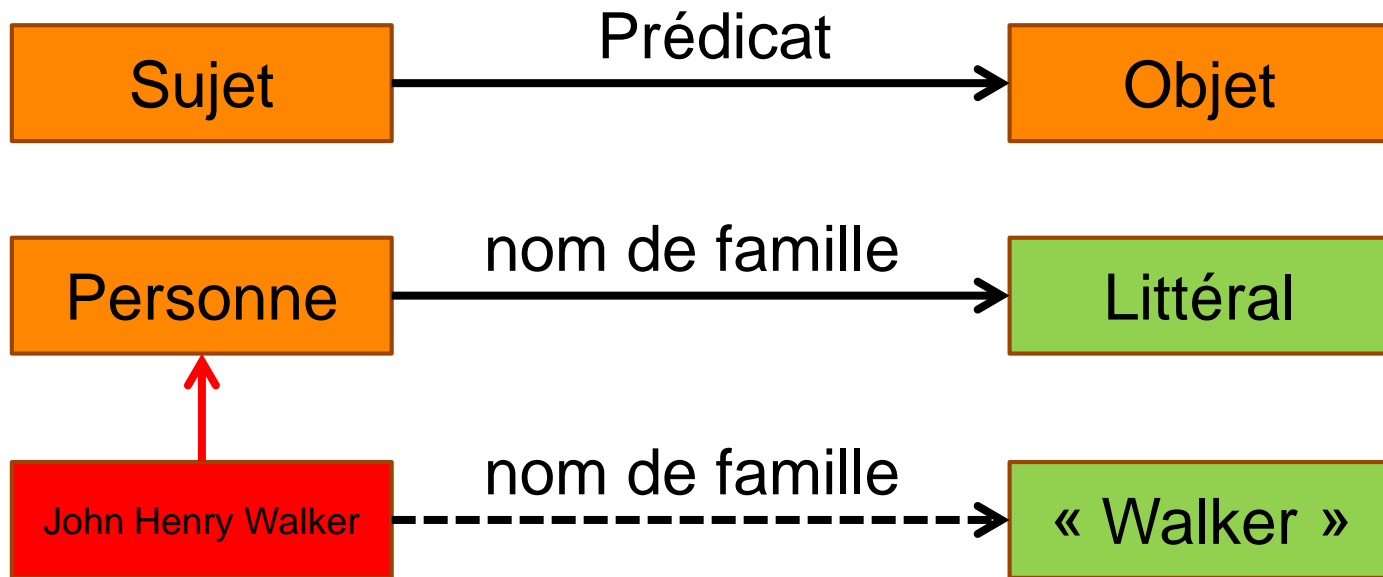 Prédicat
Sujet
Objet
nom de famille
Personne
Littéral
nom de famille
John Henry Walker
« Walker »